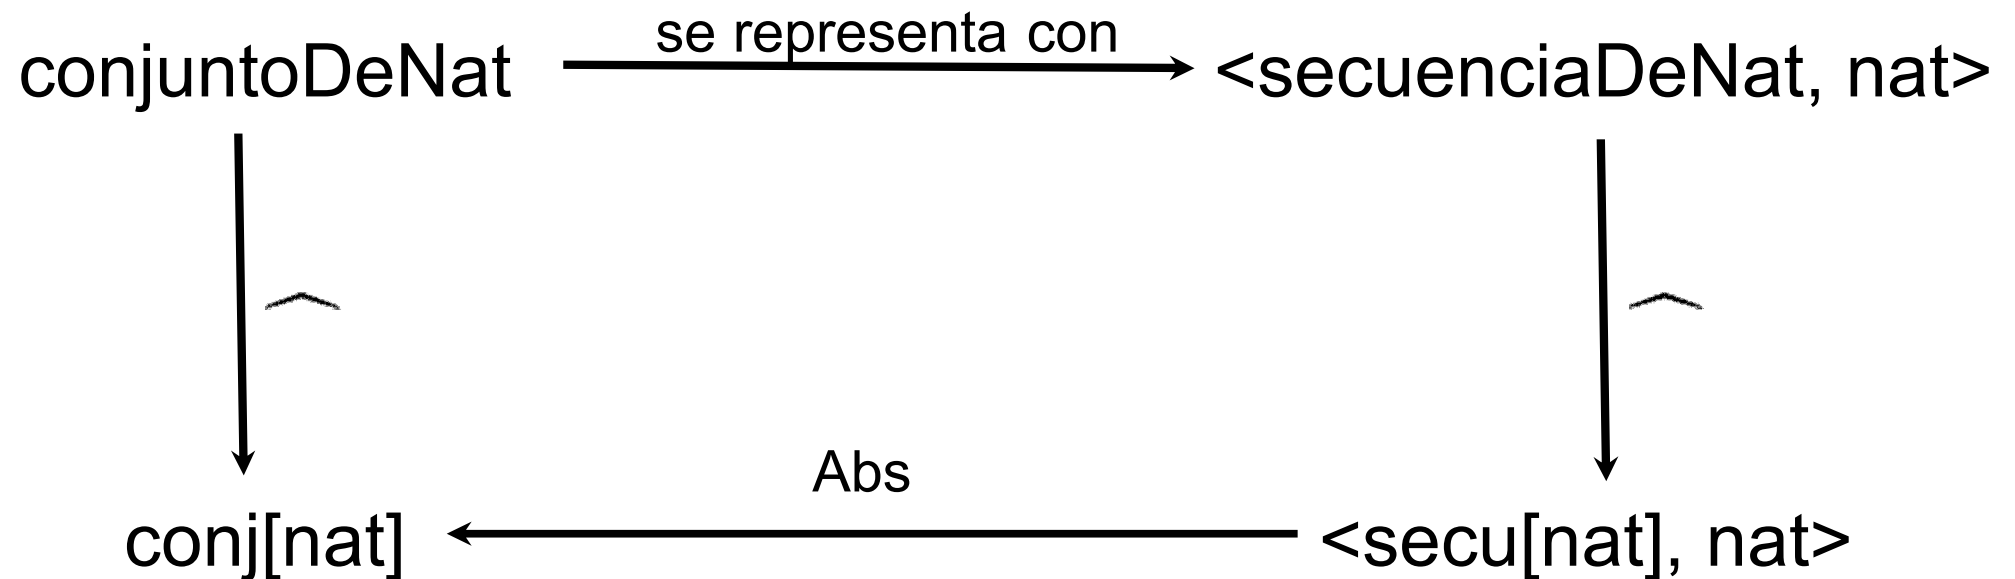 se representa con
conjuntoDeNat
<secuenciaDeNat, nat>
Abs
conj[nat]
<secu[nat], nat>